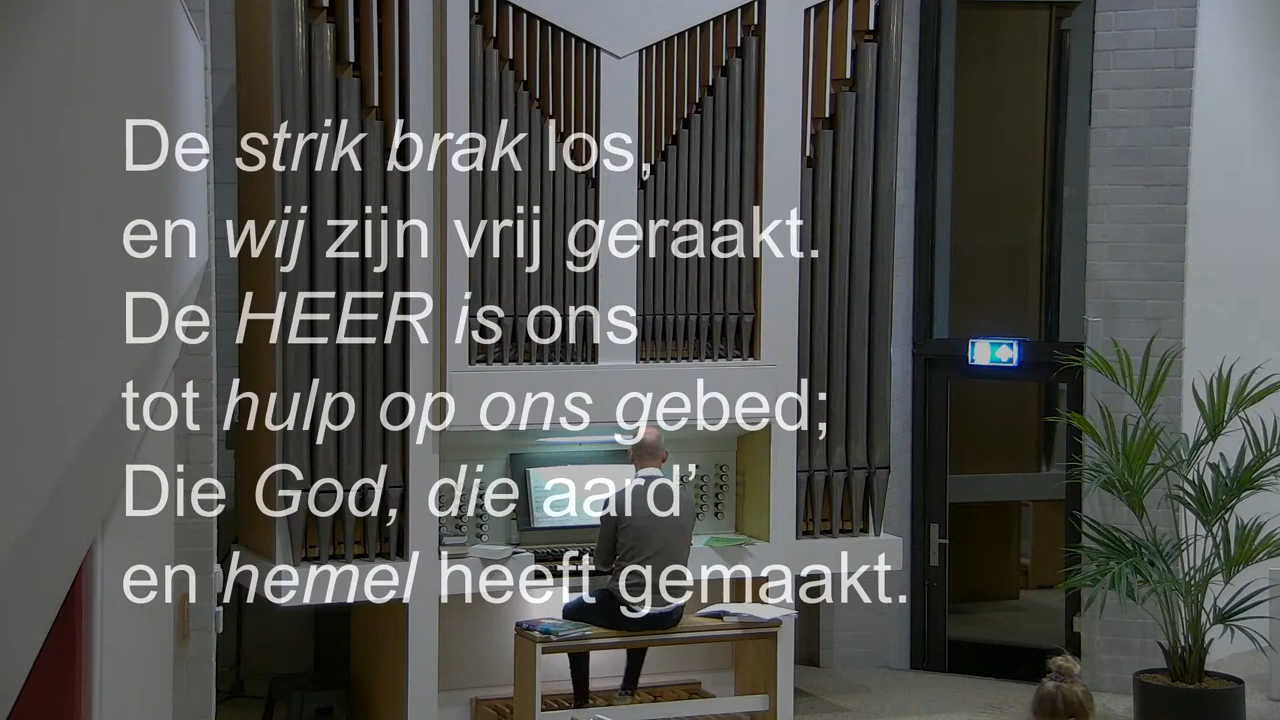 De strik brak los,
en wij zijn vrij geraakt.
De HEER is ons
tot hulp op ons gebed;
Die God, die aard’
en hemel heeft gemaakt.